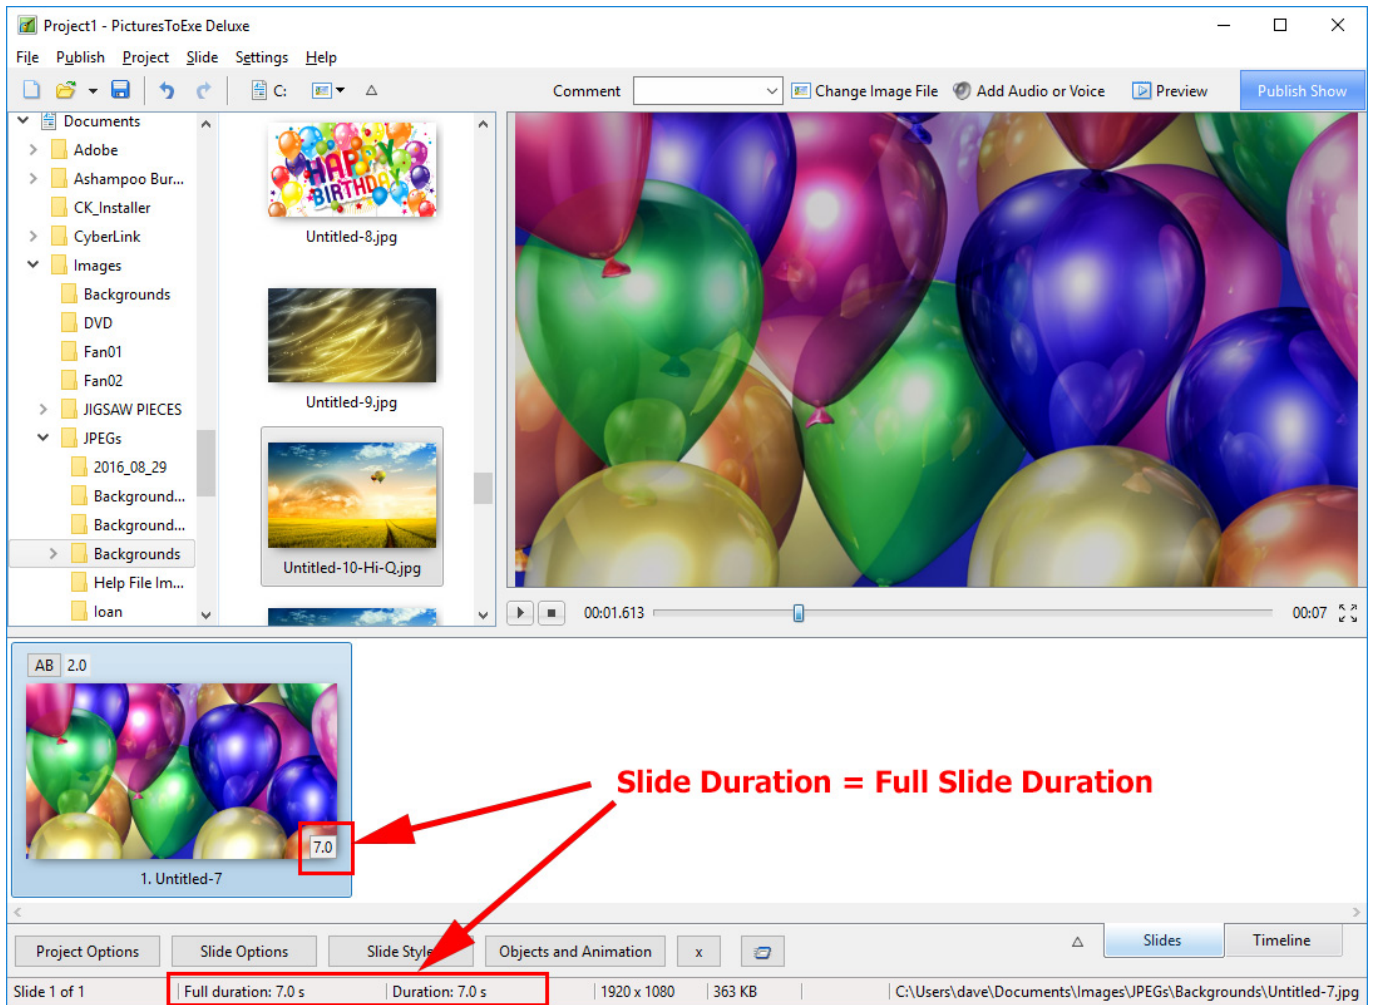 Project1 - PicturesToExe Deluxe
File Publish Project Slide Settings Help
C: Comment Change Image File Add Audio or Voice Preview Publish Show
Documents
Adobe
Ashampoo Bur...
CK_Installer
CyberLink
Images
Backgrounds
DVD
Fan01
Fan02
JIGSAW PIECES
JPEGs
2016_08_29
Background...
Background...
Backgrounds
Help File Im...
Ioan
HAPPY
BIRTHDAY
Untitled-8.jpg
Untitled-9.jpg
Untitled-10-Hi-Q.jpg
00:01.613 00:07
AB 2.0
7.0
1. Untitled-7
Slide Duration = Full Slide Duration
Project Options Slide Options Slide Style Objects and Animation x Slides Timeline
Slide 1 of 1 Full duration: 7.0 s Duration: 7.0 s 1920 x 1080 363 KB C:\Users\dave\Documents\Images\JPEGs\Backgrounds\Untitled-7.jpg